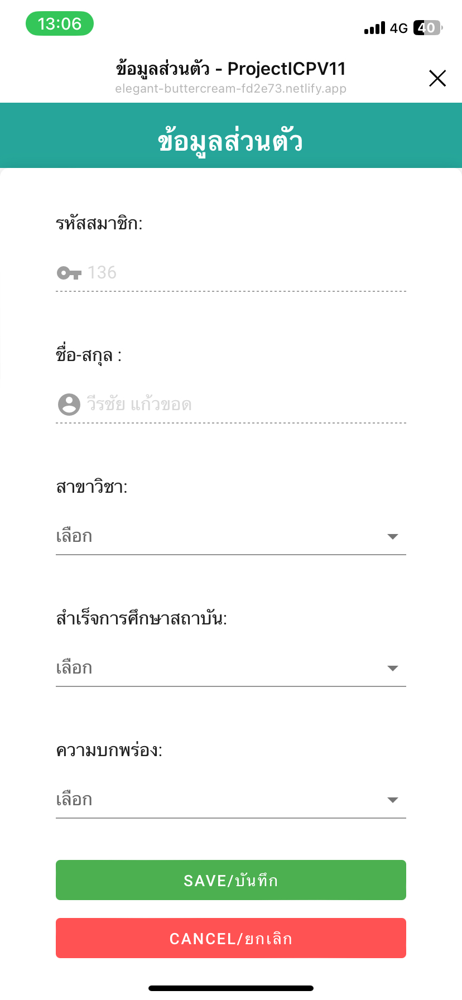 13:06
4G 40
ข้อมูลส่วนตัว - ProjectICPV11
elegant-buttercream-fd2e73.netlify.app
ข้อมูลส่วนตัว
รหัสสมาชิก:
136
ชื่อ-สกุล :
วีรชัย แก้วขอด
สาขาวิชา:
เลือก
สำเร็จการศึกษาสถาบัน:
เลือก
ความบกพร่อง:
เลือก
SAVE/บันทึก
CANCEL/ยกเลิก